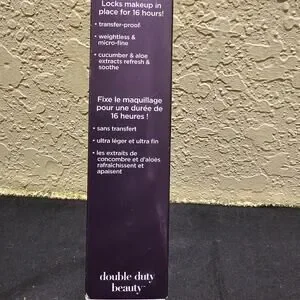 Locks makeup in
place for 16 hours!
• transfer-proof
• weightless &
micro-fine
• cucumber & aloe
extracts refresh &
soothe
Fixe le maquillage
pour une durée de
16 heures !
• sans transfert
• ultra léger et ultra fin
• les extraits de
concombre et d'aloès
rafraîchissent et
apaisent
double duty
beauty™